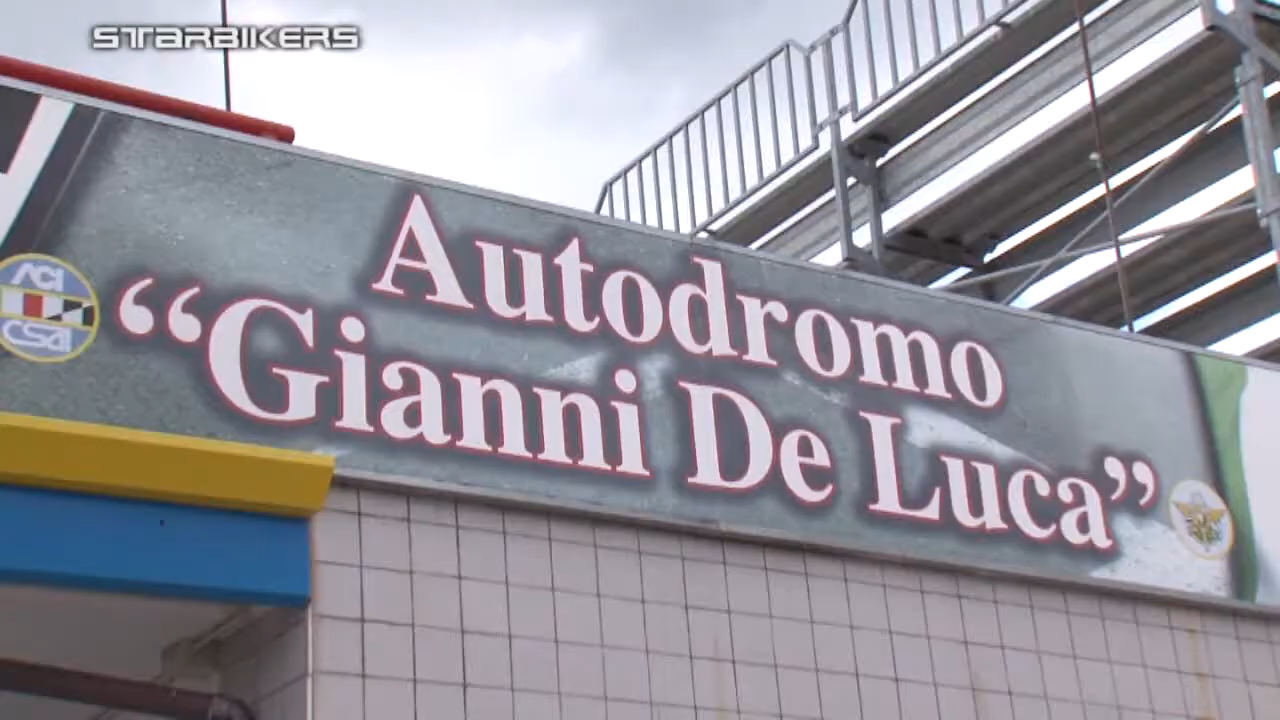 STARBIKERS
Autodromo
“Gianni De Luca”
ACI
CSAI